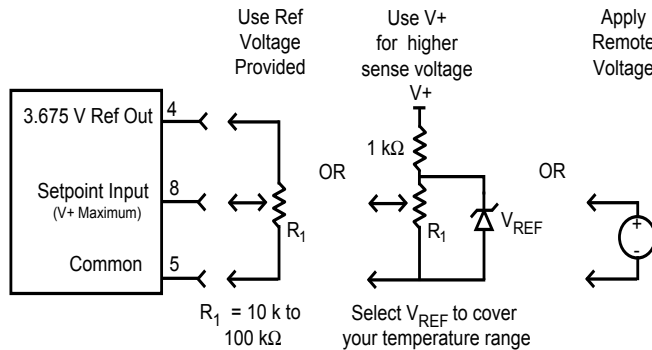 Use Ref
Voltage
Provided
Use V+
for higher
sense voltage
V+
Apply
Remote
Voltage
3.675 V Ref Out
4
1 kΩ
OR
OR
Setpoint Input
(V+ Maximum)
8
R1
R1
VREF
+
-
Common
5
R1 = 10 k to
100 kΩ
Select VREF to cover
your temperature range